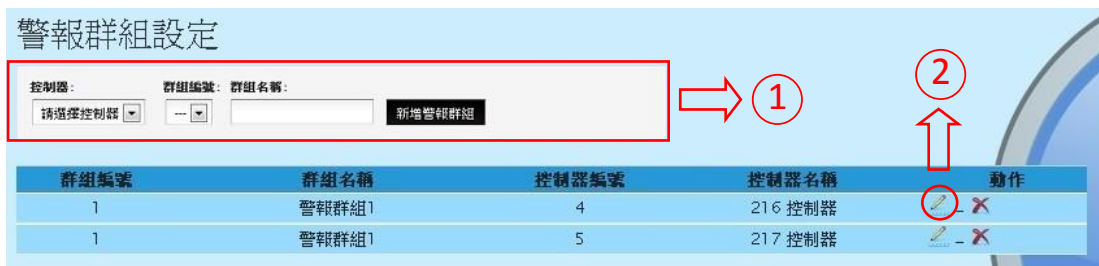 警報群組設定
控制器: 群組編號: 群組名稱:
請選擇控制器 --- 新增警報群組
① ②
群組編號 群組名稱 控制器編號 控制器名稱 動作
1 警報群組1 4 216 控制器 –
1 警報群組1 5 217 控制器 –